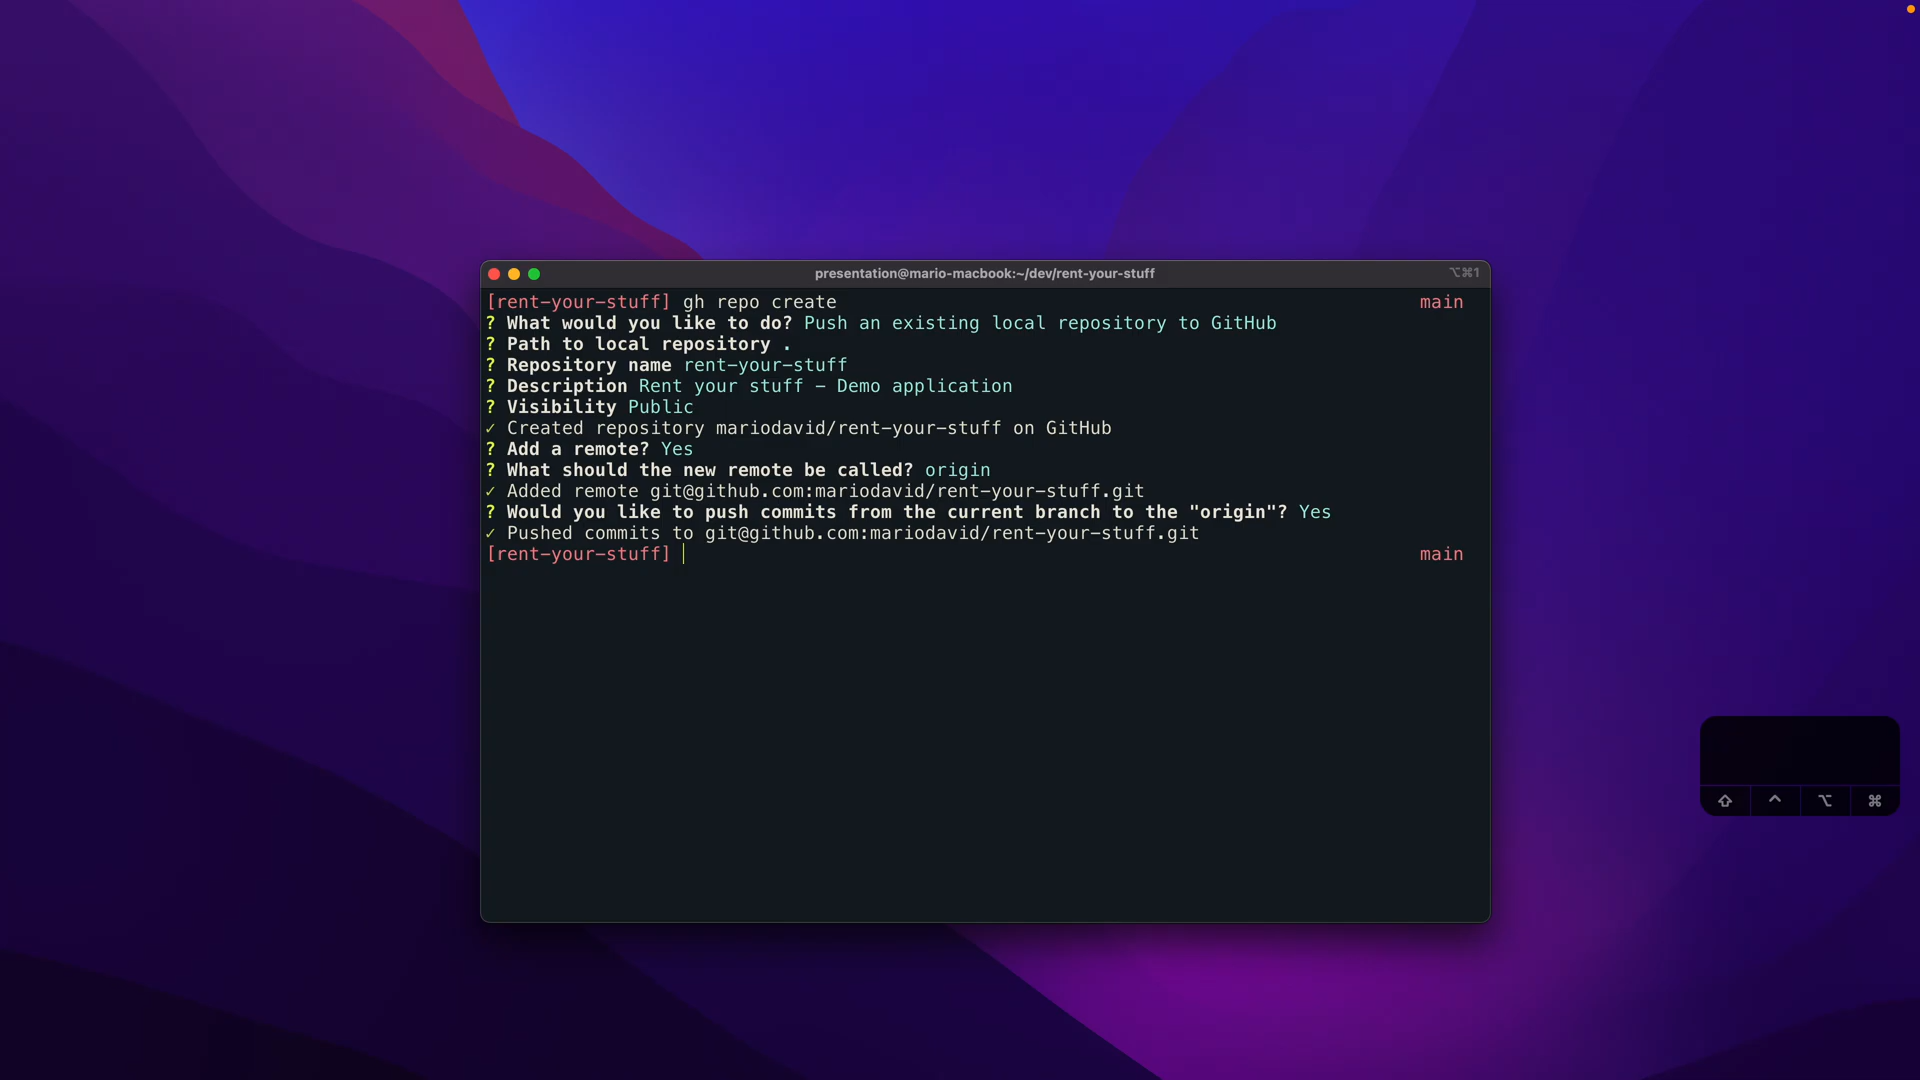 presentation@mario-macbook:~/dev/rent-your-stuff ⌥⌘1
[rent-your-stuff] gh repo create main
? What would you like to do? Push an existing local repository to GitHub
? Path to local repository .
? Repository name rent-your-stuff
? Description Rent your stuff – Demo application
? Visibility Public
✓ Created repository mariodavid/rent-your-stuff on GitHub
? Add a remote? Yes
? What should the new remote be called? origin
✓ Added remote git@github.com:mariodavid/rent-your-stuff.git
? Would you like to push commits from the current branch to the "origin"? Yes
✓ Pushed commits to git@github.com:mariodavid/rent-your-stuff.git
[rent-your-stuff] main
⇧ ⌃ ⌥ ⌘